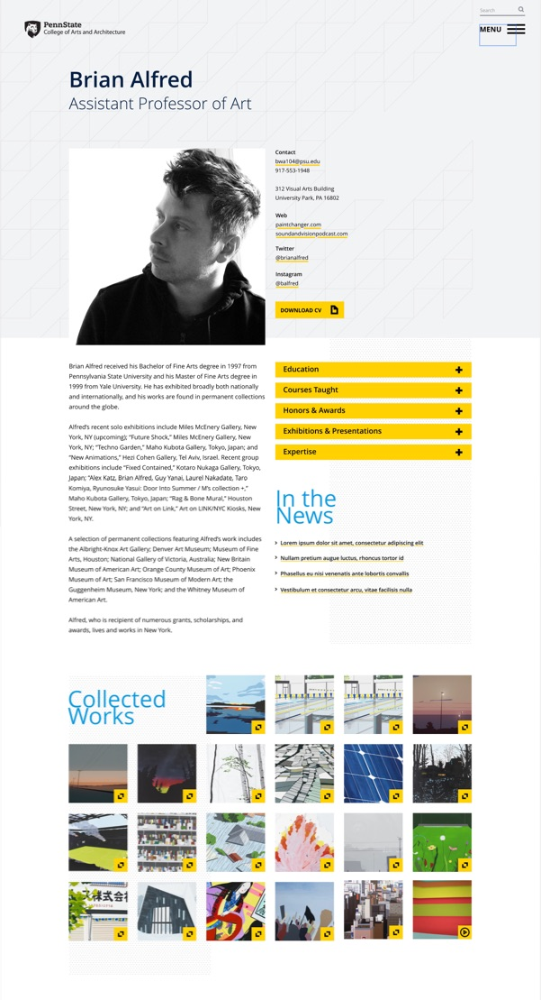 Search
PennState
College of Arts and Architecture
MENU
Brian Alfred
Assistant Professor of Art
Contact
bwa104@psu.edu
917-553-1948
312 Visual Arts Building
University Park, PA 16802
Web
paintchanger.com
soundandvisionpodcast.com
Twitter
@brianalfred
Instagram
@balfred
DOWNLOAD CV
Brian Alfred received his Bachelor of Fine Arts degree in 1997 from
Pennsylvania State University and his Master of Fine Arts degree in
1999 from Yale University. He has exhibited broadly both nationally
and internationally, and his works are found in permanent collections
around the globe.
Alfred's recent solo exhibitions include Miles McEnery Gallery, New
York, NY (upcoming); "Future Shock," Miles McEnery Gallery, New
York, NY; "Techno Garden," Maho Kubota Gallery, Tokyo, Japan; and
"New Animations," Hezi Cohen Gallery, Tel Aviv, Israel. Recent group
exhibitions include "Fixed Contained," Kotaro Nukaga Gallery, Tokyo,
Japan; "Alex Katz, Brian Alfred, Guy Yanai, Laurel Nakadate, Taro
Komiya, Ryunosuke Yasui: Door Into Summer / M's collection +,"
Maho Kubota Gallery, Tokyo, Japan; "Rag & Bone Mural," Houston
Street, New York, NY; and "Art on Link," Art on LINK/NYC Kiosks, New
York, NY.
A selection of permanent collections featuring Alfred's work includes
the Albright-Knox Art Gallery; Denver Art Museum; Museum of Fine
Arts, Houston; National Gallery of Victoria, Australia; New Britain
Museum of American Art; Orange County Museum of Art; Phoenix
Museum of Art; San Francisco Museum of Modern Art; the
Guggenheim Museum, New York; and the Whitney Museum of
American Art.
Alfred, who is recipient of numerous grants, scholarships, and
awards, lives and works in New York.
Education
Courses Taught
Honors & Awards
Exhibitions & Presentations
Expertise
In the
News
Lorem ipsum dolor sit amet, consectetur adipiscing elit
Nullam pretium augue luctus, rhoncus tortor id
Phasellus eu nisi venenatis ante lobortis convallis
Vestibulum et consectetur arcu, vitae facilisis nulla
Collected
Works
株式会社